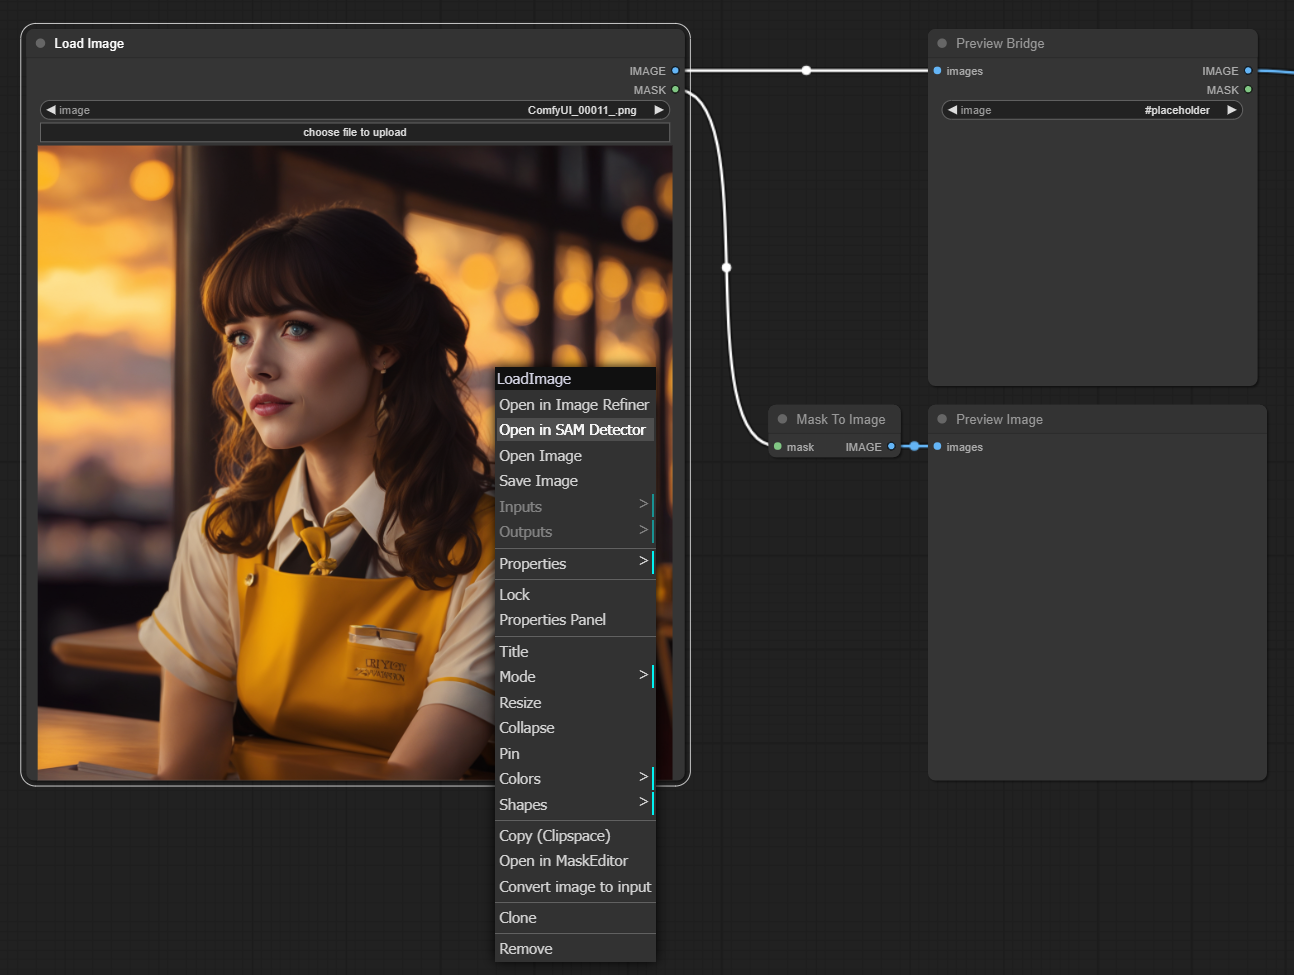 Load Image
IMAGE
MASK
image ComfyUI_00011_.png
choose file to upload
Preview Bridge
images IMAGE
MASK
image #placeholder
Mask To Image
mask IMAGE
Preview Image
images
LoadImage
Open in Image Refiner
Open in SAM Detector
Open Image
Save Image
Inputs >
Outputs >
Properties >
Lock
Properties Panel
Title
Mode >
Resize
Collapse
Pin
Colors >
Shapes >
Copy (Clipspace)
Open in MaskEditor
Convert image to input
Clone
Remove